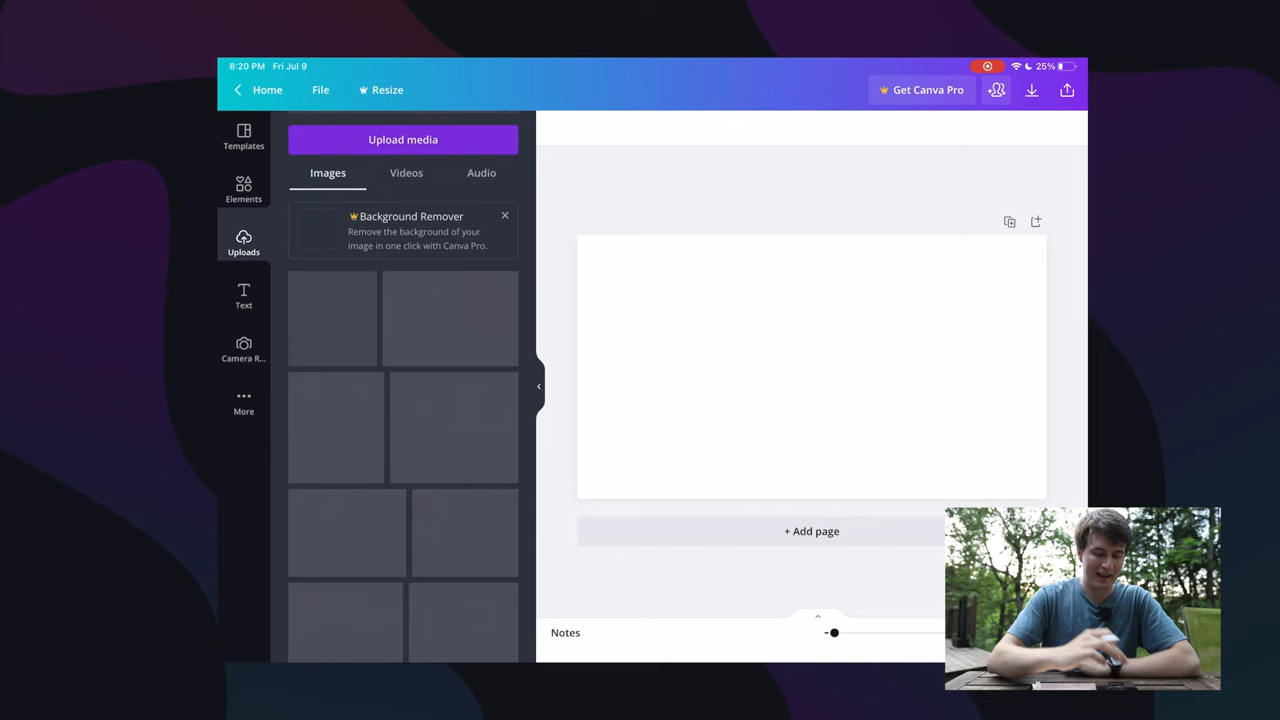 8:20 PM Fri Jul 9
25%
Home File Resize
Get Canva Pro
Templates
Elements
Uploads
Text
Camera R...
More
Upload media
Images Videos Audio
Background Remover
Remove the background of your
image in one click with Canva Pro.
+ Add page
Notes